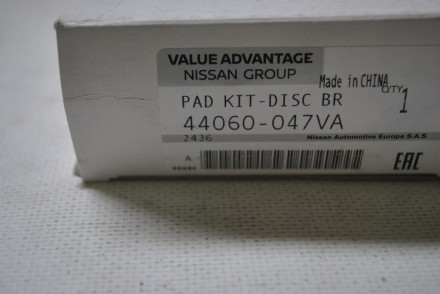 VALUE ADVANTAGE
NISSAN GROUP
Made in CHINA
QTY
PAD KIT-DISC BR
1
44060-047VA
2436
Nissan Automotive Europe S.A.S
A
EAC